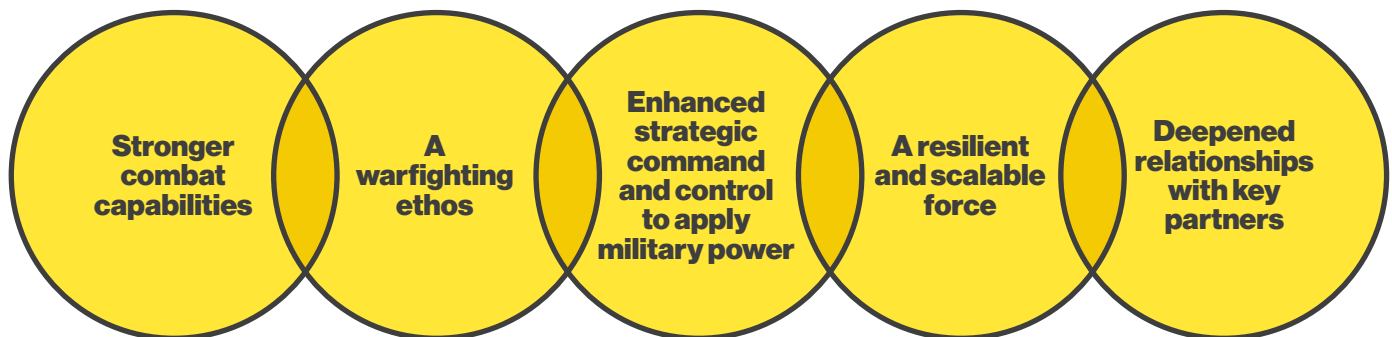 Stronger
combat
capabilities
A
warfighting
ethos
Enhanced
strategic
command
and control
to apply
military power
A resilient
and scalable
force
Deepened
relationships
with key
partners